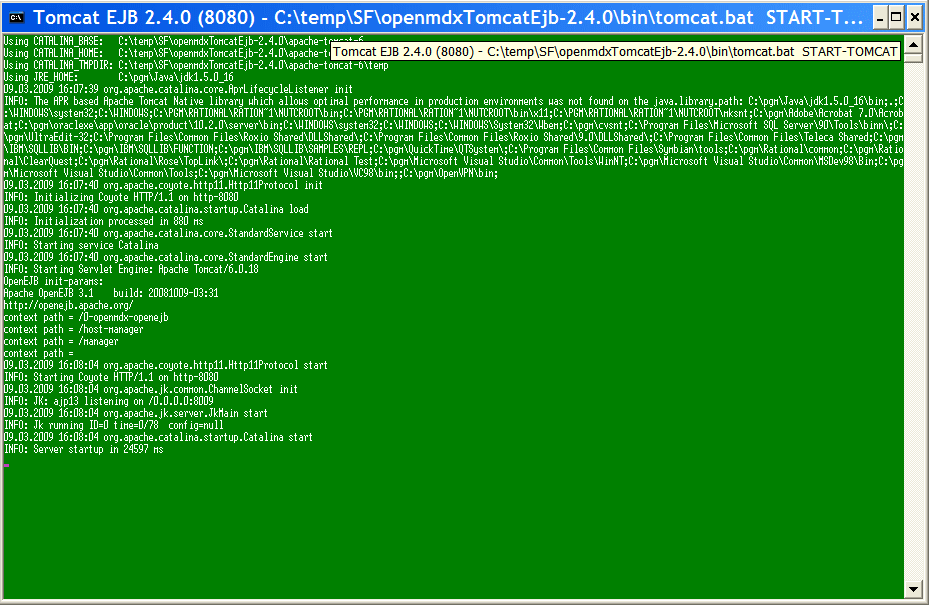 Tomcat EJB 2.4.0 (8080) - C:\temp\SF\openmdxTomcatEjb-2.4.0\bin\tomcat.bat START-T...
Using CATALINA_BASE: C:\temp\SF\openmdxTomcatEjb-2.4.0\apache-tomcat-6
Tomcat EJB 2.4.0 (8080) - C:\temp\SF\openmdxTomcatEjb-2.4.0\bin\tomcat.bat START-TOMCAT
Using CATALINA_HOME: C:\temp\SF\openmdxTomcatEjb-2.4.0\apache-t
Using CATALINA_TMPDIR: C:\temp\SF\openmdxTomcatEjb-2.4.0\apache-tomcat-6\temp
Using JRE_HOME: C:\pgm\Java\jdk1.5.0_16
09.03.2009 16:07:39 org.apache.catalina.core.AprLifecycleListener init
INFO: The APR based Apache Tomcat Native library which allows optimal performance in production environments was not found on the java.library.path: C:\pgm\Java\jdk1.5.0_16\bin;.;C
:\WINDOWS\system32;C:\WINDOWS;C:\PGM\RATIONAL\RATION~1\NUTCROOT\bin;C:\PGM\RATIONAL\RATION~1\NUTCROOT\bin\x11;C:\PGM\RATIONAL\RATION~1\NUTCROOT\mksnt;C:\pgm\Adobe\Acrobat 7.0\Acrob
at;C:\pgm\oraclexe\app\oracle\product\10.2.0\server\bin;C:\WINDOWS\system32;C:\WINDOWS;C:\WINDOWS\System32\Wbem;C:\pgm\cvsnt;C:\Program Files\Microsoft SQL Server\90\Tools\binn\;C:
\pgm\UltraEdit-32;C:\Program Files\Common Files\Roxio Shared\DLLShared\;C:\Program Files\Common Files\Roxio Shared\9.0\DLLShared\;C:\Program Files\Common Files\Teleca Shared;C:\pgm
\IBM\SQLLIB\BIN;C:\pgm\IBM\SQLLIB\FUNCTION;C:\pgm\IBM\SQLLIB\SAMPLES\REPL;C:\pgm\QuickTime\QTSystem\;C:\Program Files\Common Files\Symbian\tools;C:\pgm\Rational\common;C:\pgm\Ration
al\ClearQuest;C:\pgm\Rational\Rose\TopLink\;C:\pgm\Rational\Rational Test;C:\pgm\Microsoft Visual Studio\Common\Tools\WinNT;C:\pgm\Microsoft Visual Studio\Common\MSDev98\Bin;C:\pg
m\Microsoft Visual Studio\Common\Tools;C:\pgm\Microsoft Visual Studio\VC98\bin;;C:\pgm\OpenVPN\bin;
09.03.2009 16:07:40 org.apache.coyote.http11.Http11Protocol init
INFO: Initializing Coyote HTTP/1.1 on http-8080
09.03.2009 16:07:40 org.apache.catalina.startup.Catalina load
INFO: Initialization processed in 880 ms
09.03.2009 16:07:40 org.apache.catalina.core.StandardService start
INFO: Starting service Catalina
09.03.2009 16:07:40 org.apache.catalina.core.StandardEngine start
INFO: Starting Servlet Engine: Apache Tomcat/6.0.18
OpenEJB init-params:
Apache OpenEJB 3.1 build: 20081009-03:31
http://openejb.apache.org/
context path = /0-openmdx-openejb
context path = /host-manager
context path = /manager
context path =
09.03.2009 16:08:04 org.apache.coyote.http11.Http11Protocol start
INFO: Starting Coyote HTTP/1.1 on http-8080
09.03.2009 16:08:04 org.apache.jk.common.ChannelSocket init
INFO: JK: ajp13 listening on /0.0.0.0:8009
09.03.2009 16:08:04 org.apache.jk.server.JkMain start
INFO: Jk running ID=0 time=0/78 config=null
09.03.2009 16:08:04 org.apache.catalina.startup.Catalina start
INFO: Server startup in 24597 ms